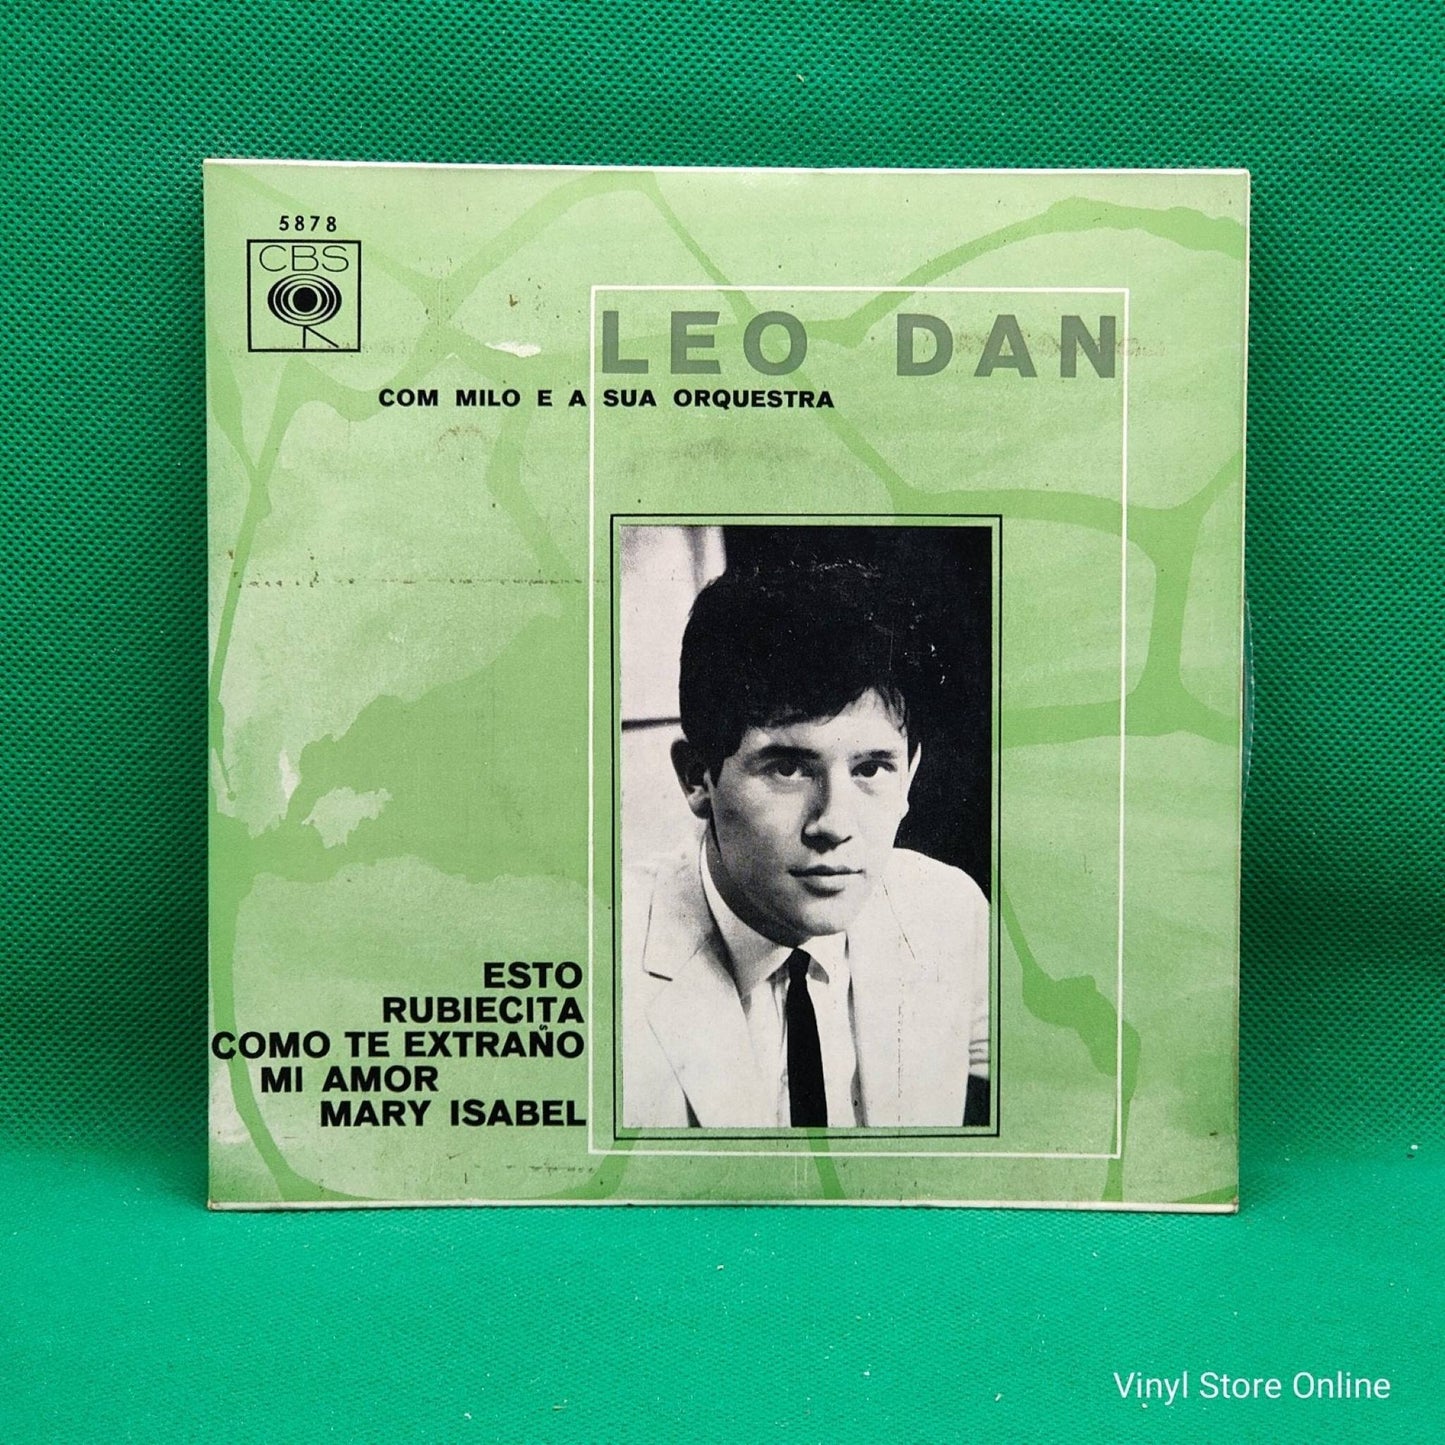 5878
CBS
LEO DAN
COM MILO E A SUA ORQUESTRA
ESTO
RUBIECITA
COMO TE EXTRAÑO
MI AMOR
MARY ISABEL
Vinyl Store Online